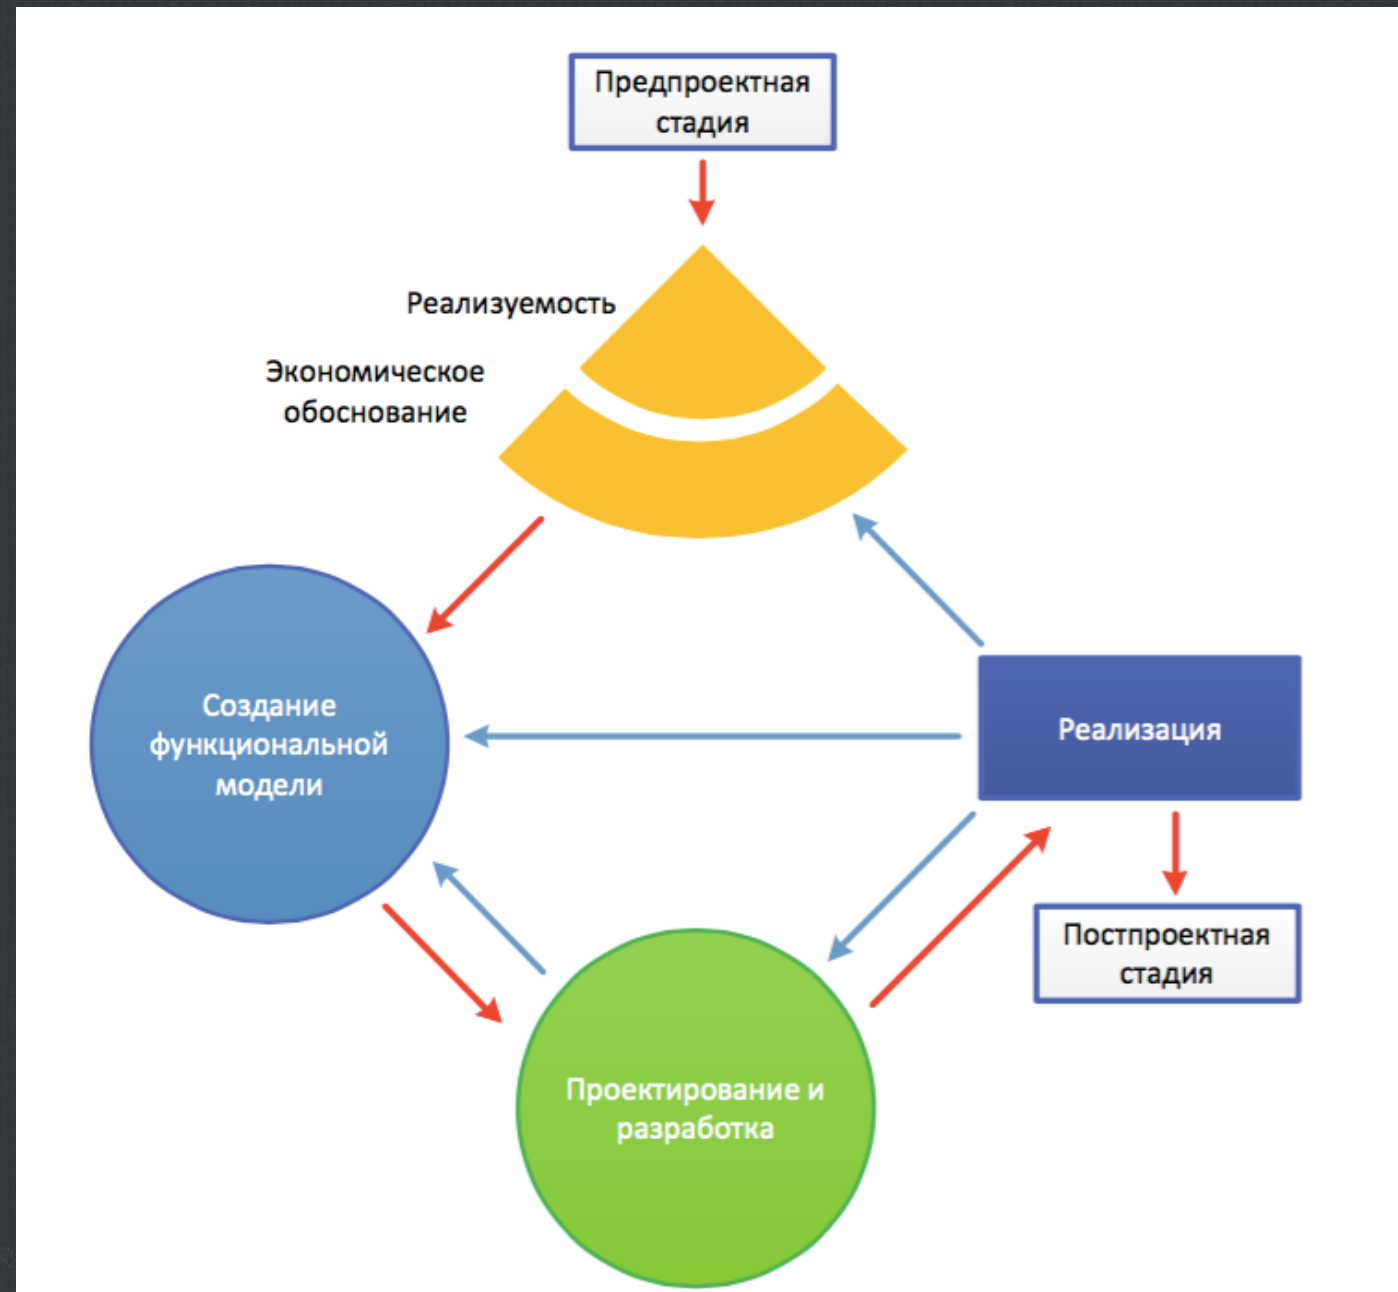 Предпроектная
стадия
Реализуемость
Экономическое
обоснование
Создание
функциональной
модели
Реализация
Постпроектная
стадия
Проектирование и
разработка